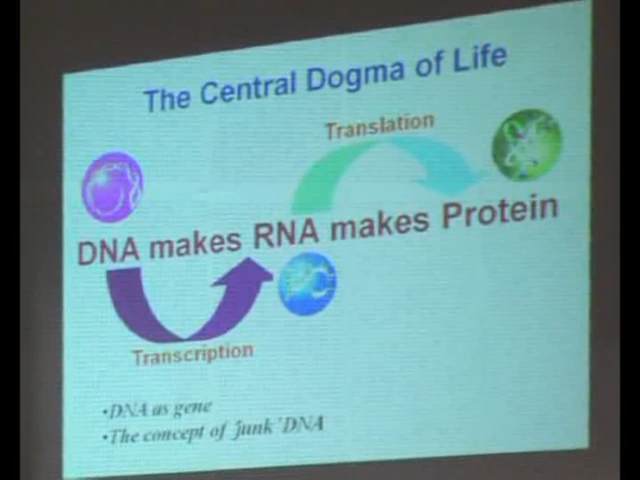 The Central Dogma of Life
Translation
DNA makes RNA makes Protein
Transcription
•DNA as gene
•The concept of 'junk' DNA